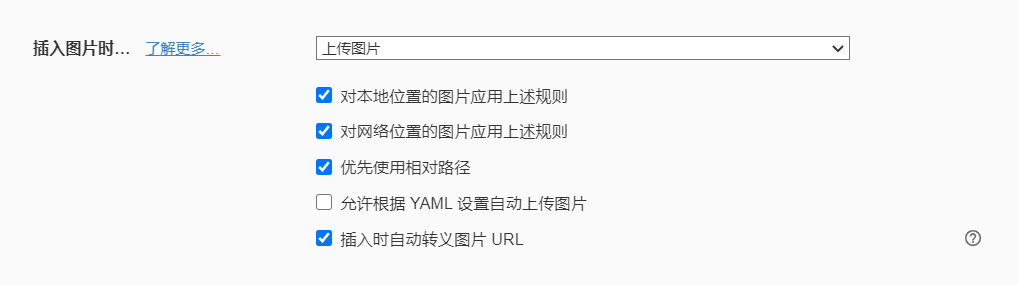 插入图片时... 了解更多... 上传图片
对本地位置的图片应用上述规则
对网络位置的图片应用上述规则
优先使用相对路径
允许根据 YAML 设置自动上传图片
插入时自动转义图片 URL